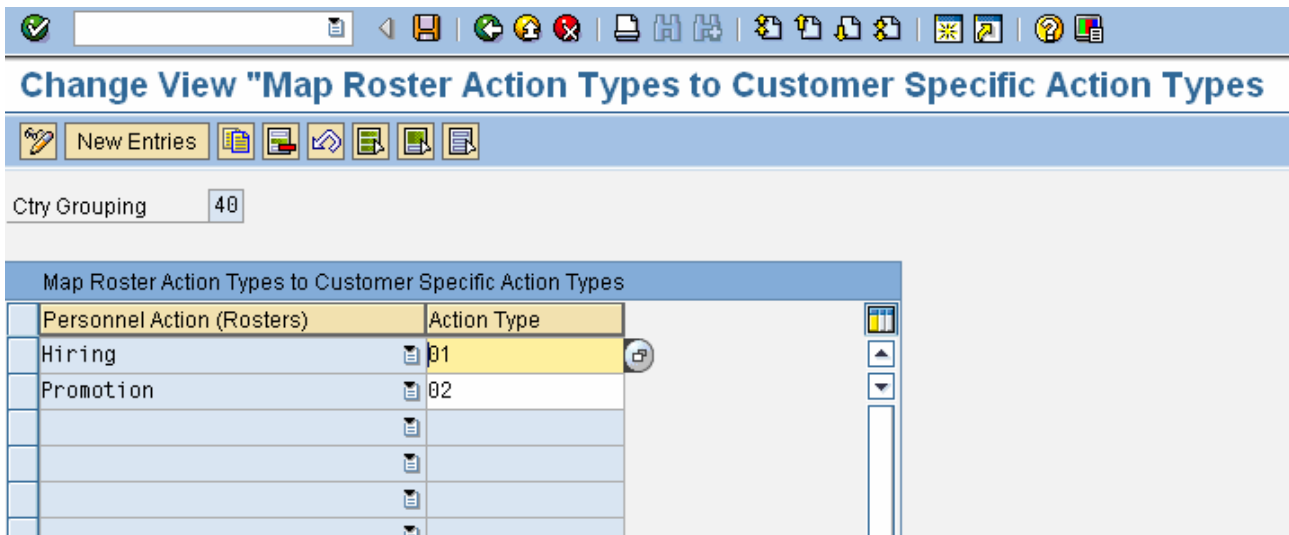 Change View "Map Roster Action Types to Customer Specific Action Types
New Entries
Ctry Grouping 40
Map Roster Action Types to Customer Specific Action Types
Personnel Action (Rosters) Action Type
Hiring 01
Promotion 02